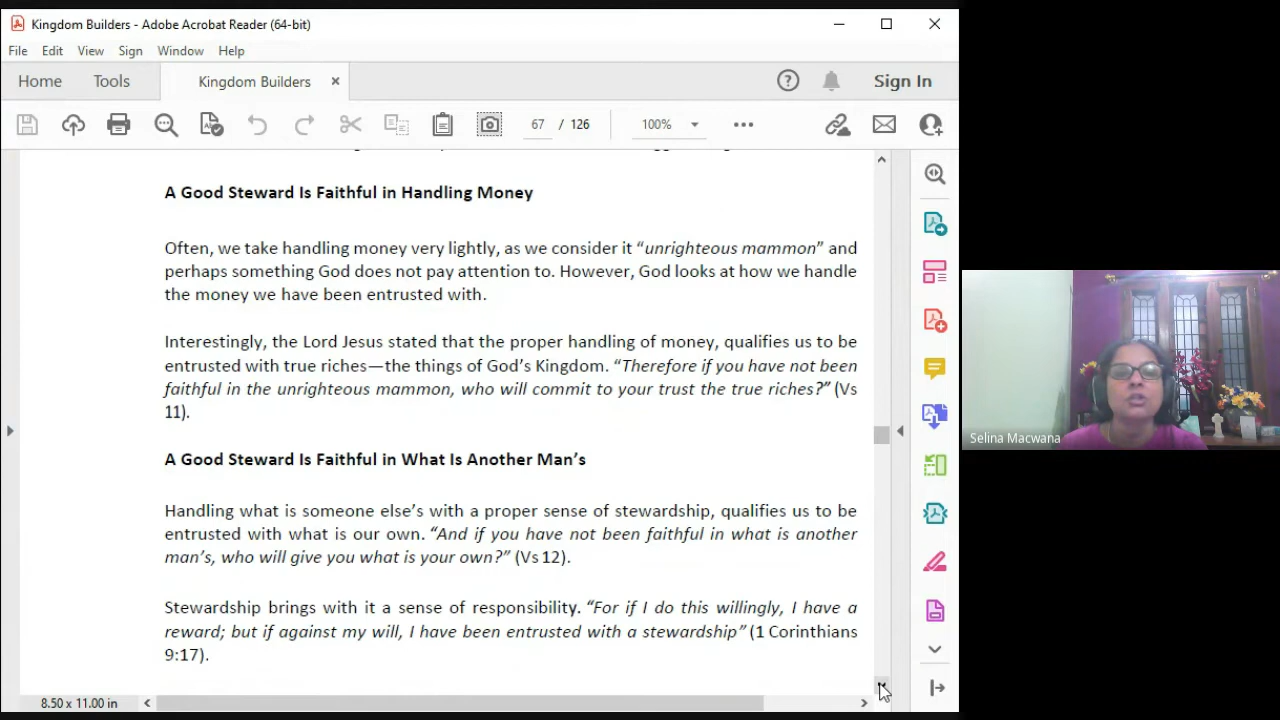 Kingdom Builders - Adobe Acrobat Reader (64-bit)
File Edit View Sign Window Help
Home Tools Kingdom Builders × Sign In
67 / 126 100%
A Good Steward Is Faithful in Handling Money
Often, we take handling money very lightly, as we consider it “unrighteous mammon” and
perhaps something God does not pay attention to. However, God looks at how we handle
the money we have been entrusted with.
Interestingly, the Lord Jesus stated that the proper handling of money, qualifies us to be
entrusted with true riches—the things of God’s Kingdom. “Therefore if you have not been
faithful in the unrighteous mammon, who will commit to your trust the true riches?” (Vs
11).
A Good Steward Is Faithful in What Is Another Man’s
Handling what is someone else’s with a proper sense of stewardship, qualifies us to be
entrusted with what is our own. “And if you have not been faithful in what is another
man’s, who will give you what is your own?” (Vs 12).
Stewardship brings with it a sense of responsibility. “For if I do this willingly, I have a
reward; but if against my will, I have been entrusted with a stewardship” (1 Corinthians
9:17).
8.50 x 11.00 in
Selina Macwana